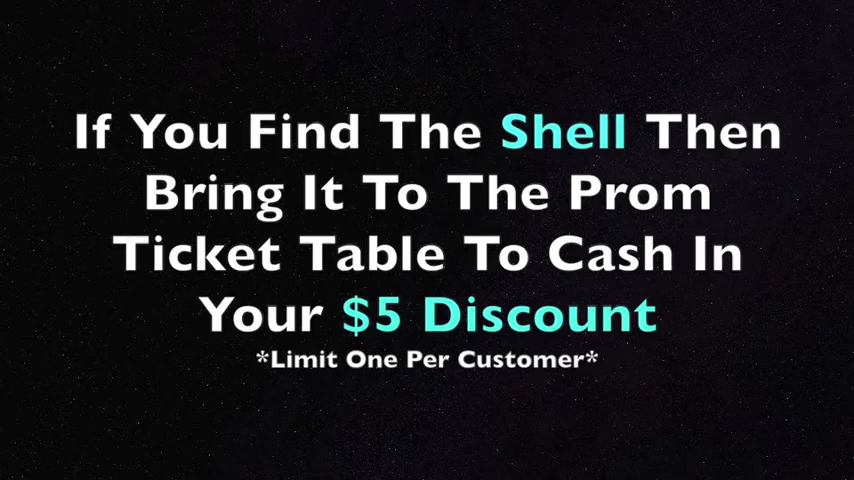 If You Find The Shell Then
Bring It To The Prom
Ticket Table To Cash In
Your $5 Discount
*Limit One Per Customer*